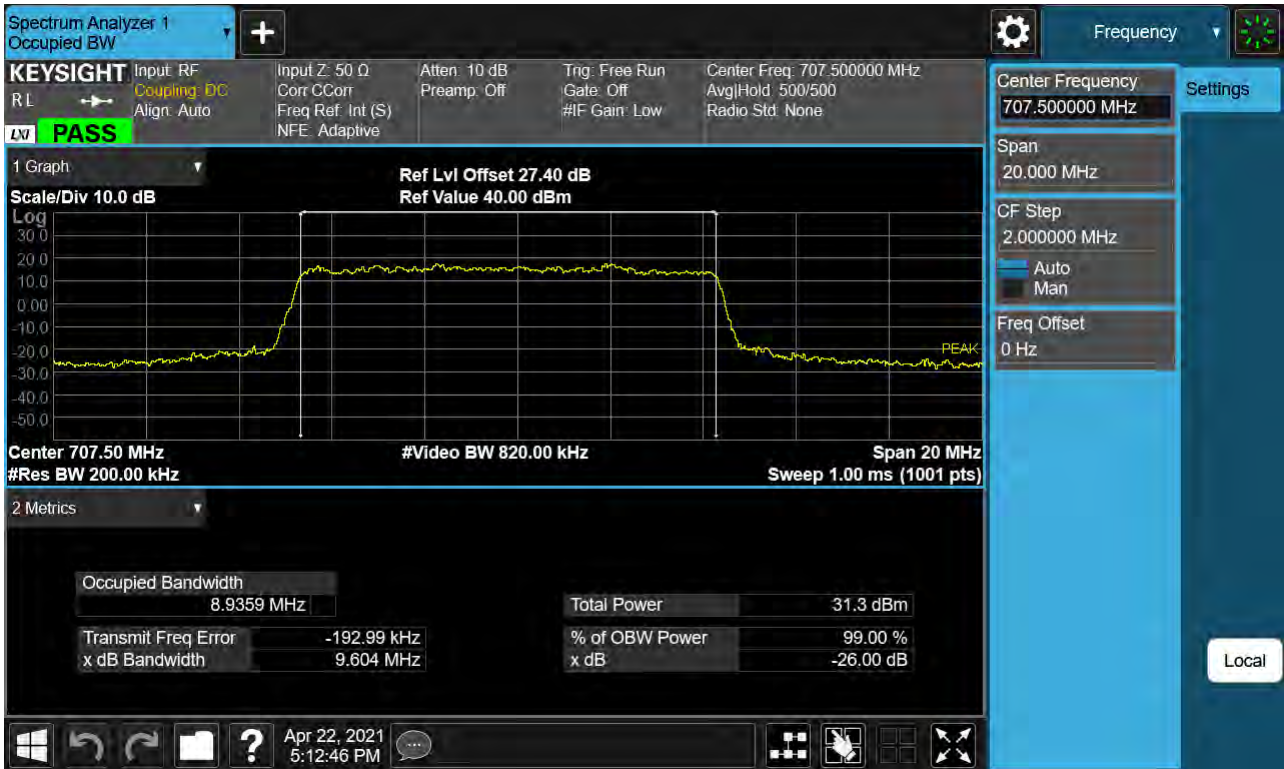 Spectrum Analyzer 1
Occupied BW
+
Frequency
KEYSIGHT
RL
LXI PASS
Input: RF
Coupling: DC
Align: Auto
Input Z: 50 Ω
Corr CCorr
Freq Ref: Int (S)
NFE: Adaptive
Atten: 10 dB
Preamp: Off
Trig: Free Run
Gate: Off
#IF Gain: Low
Center Freq: 707.500000 MHz
Avg|Hold: 500/500
Radio Std: None
Center Frequency
707.500000 MHz
Settings
Span
20.000 MHz
CF Step
2.000000 MHz
Auto
Man
Freq Offset
0 Hz
1 Graph
Scale/Div 10.0 dB
Ref Lvl Offset 27.40 dB
Ref Value 40.00 dBm
Log
30.0
20.0
10.0
0.00
-10.0
-20.0
-30.0
-40.0
-50.0
PEAK
Center 707.50 MHz
#Video BW 820.00 kHz
Span 20 MHz
#Res BW 200.00 kHz
Sweep 1.00 ms (1001 pts)
2 Metrics
Occupied Bandwidth
8.9359 MHz
Transmit Freq Error -192.99 kHz
x dB Bandwidth 9.604 MHz
Total Power 31.3 dBm
% of OBW Power 99.00 %
x dB -26.00 dB
Local
?
Apr 22, 2021
5:12:46 PM